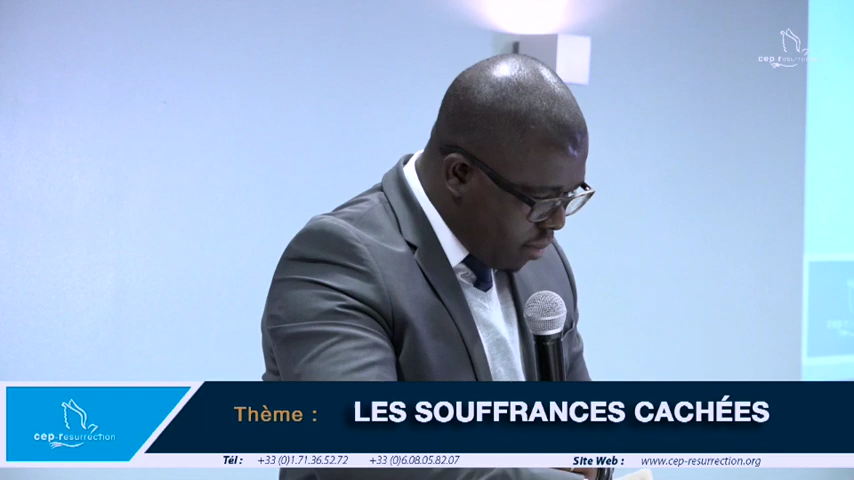 cep-resurrection
Thème : LES SOUFFRANCES CACHÉES
cep-resurrection
Tél : +33 (0)1.71.36.52.72 +33 (0)6.08.05.82.07 Site Web : www.cep-resurrection.org